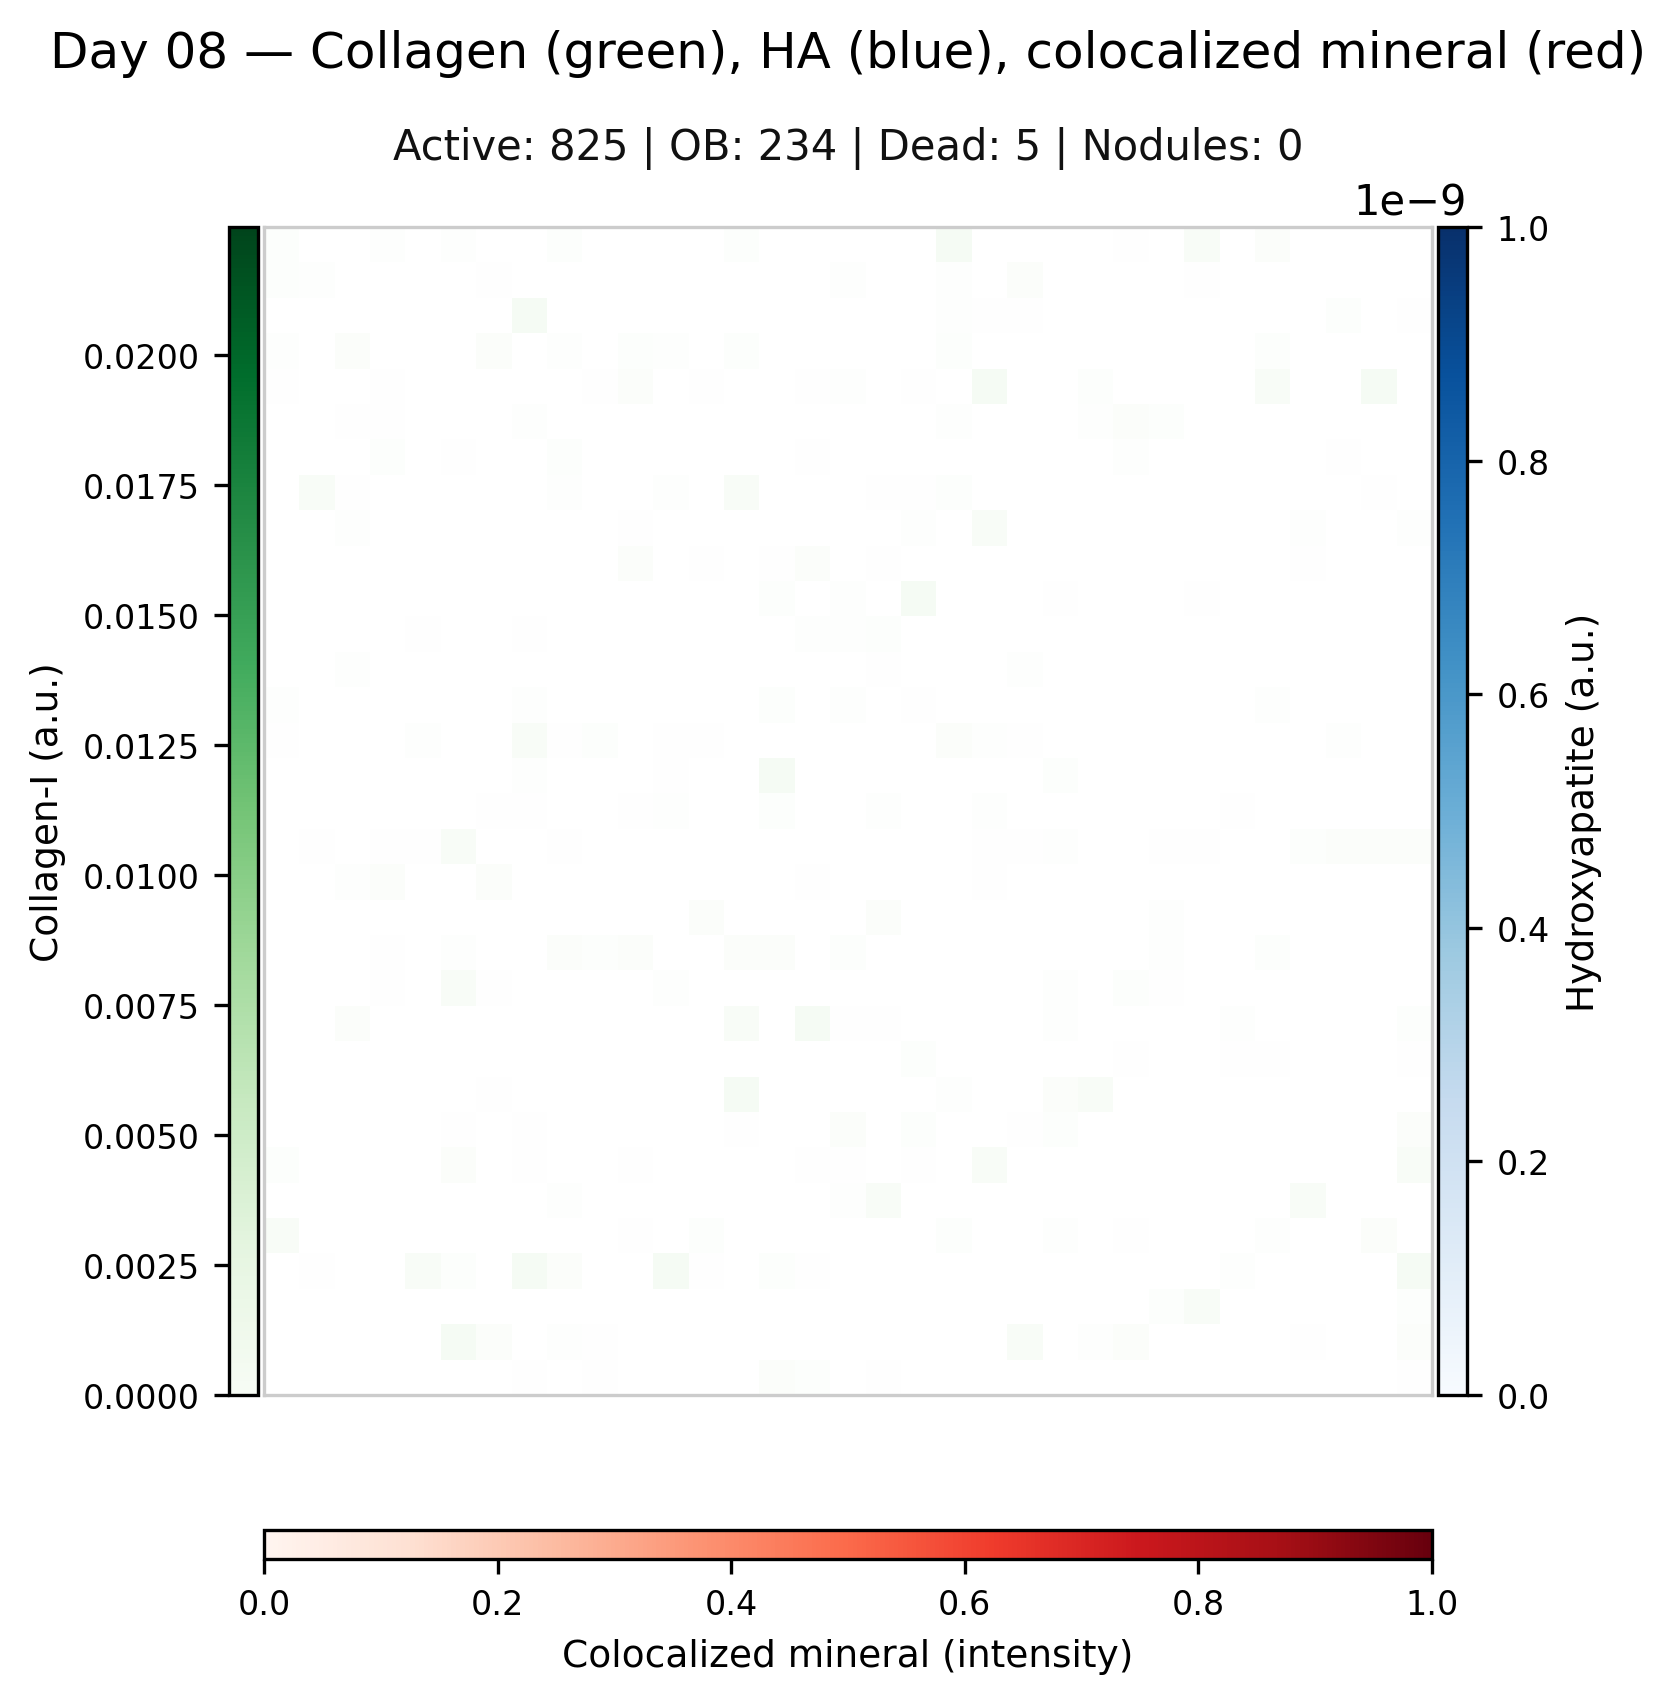 Day 08 — Collagen (green), HA (blue), colocalized mineral (red)
Active: 825 | OB: 234 | Dead: 5 | Nodules: 0
1e−9
Collagen-I (a.u.)
0.0200
0.0175
0.0150
0.0125
0.0100
0.0075
0.0050
0.0025
0.0000
1.0
0.8
0.6
0.4
0.2
0.0
Hydroxyapatite (a.u.)
0.0 0.2 0.4 0.6 0.8 1.0
Colocalized mineral (intensity)